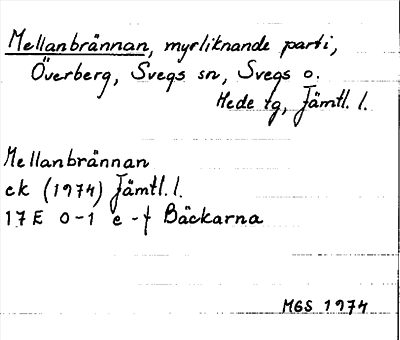 Mellanbrännan, myrliknande parti,
Överberg, Svegs sn, Svegs o.
Hede tg, Jämtl. l.
Mellanbrännan
ek (1974) Jämtl. l.
17 E 0-1 e-f Bäckarna
MGS 1974